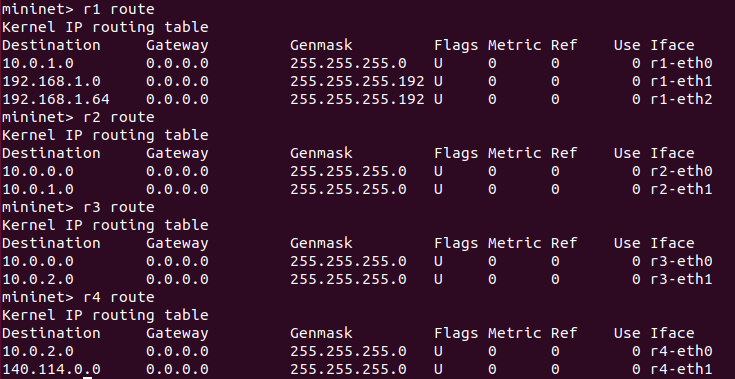 mininet> r1 route
Kernel IP routing table
Destination     Gateway         Genmask         Flags Metric Ref    Use Iface
10.0.1.0        0.0.0.0         255.255.255.0   U     0      0        0 r1-eth0
192.168.1.0     0.0.0.0         255.255.255.192 U     0      0        0 r1-eth1
192.168.1.64    0.0.0.0         255.255.255.192 U     0      0        0 r1-eth2
mininet> r2 route
Kernel IP routing table
Destination     Gateway         Genmask         Flags Metric Ref    Use Iface
10.0.0.0        0.0.0.0         255.255.255.0   U     0      0        0 r2-eth0
10.0.1.0        0.0.0.0         255.255.255.0   U     0      0        0 r2-eth1
mininet> r3 route
Kernel IP routing table
Destination     Gateway         Genmask         Flags Metric Ref    Use Iface
10.0.0.0        0.0.0.0         255.255.255.0   U     0      0        0 r3-eth0
10.0.2.0        0.0.0.0         255.255.255.0   U     0      0        0 r3-eth1
mininet> r4 route
Kernel IP routing table
Destination     Gateway         Genmask         Flags Metric Ref    Use Iface
10.0.2.0        0.0.0.0         255.255.255.0   U     0      0        0 r4-eth0
140.114.0.0     0.0.0.0         255.255.255.0   U     0      0        0 r4-eth1